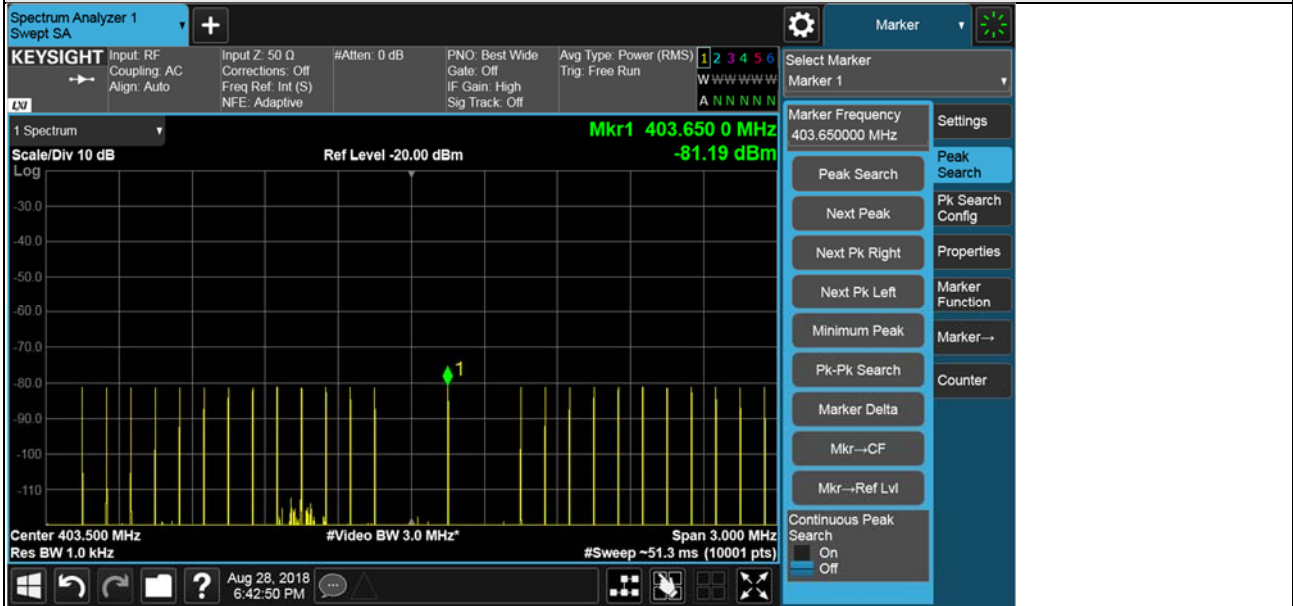 Spectrum Analyzer 1
Swept SA
Marker
KEYSIGHT
Input: RF
Coupling: AC
Align: Auto
Input Z: 50 Ω
Corrections: Off
Freq Ref: Int (S)
NFE: Adaptive
#Atten: 0 dB
PNO: Best Wide
Gate: Off
IF Gain: High
Sig Track: Off
Avg Type: Power (RMS)
Trig: Free Run
1 2 3 4 5 6
W W W W W W
A N N N N N
LXI
Select Marker
Marker 1
1 Spectrum
Mkr1 403.650 0 MHz
-81.19 dBm
Scale/Div 10 dB
Ref Level -20.00 dBm
Log
-30.0
-40.0
-50.0
-60.0
-70.0
-80.0
-90.0
-100
-110
1
Center 403.500 MHz
#Video BW 3.0 MHz*
Span 3.000 MHz
Res BW 1.0 kHz
#Sweep ~51.3 ms (10001 pts)
Marker Frequency
403.650000 MHz
Peak Search
Next Peak
Next Pk Right
Next Pk Left
Minimum Peak
Pk-Pk Search
Marker Delta
Mkr→CF
Mkr→Ref Lvl
Continuous Peak
Search
On
Off
Settings
Peak
Search
Pk Search
Config
Properties
Marker
Function
Marker→
Counter
?
Aug 28, 2018
6:42:50 PM